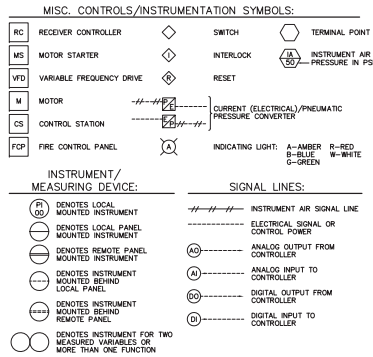 MISC. CONTROLS/INSTRUMENTATION SYMBOLS:
RC RECEIVER CONTROLLER
SWITCH
TERMINAL POINT
MS MOTOR STARTER
I INTERLOCK
IA 50 INSTRUMENT AIR
PRESSURE IN PS
VFD VARIABLE FREQUENCY DRIVE
R RESET
M MOTOR
P E
CURRENT (ELECTRICAL)/PNEUMATIC
PRESSURE CONVERTER
CS CONTROL STATION
E P
FCP FIRE CONTROL PANEL
A INDICATING LIGHT: A-AMBER R-RED
B-BLUE W-WHITE
G-GREEN
INSTRUMENT/
MEASURING DEVICE:
PI 00 DENOTES LOCAL
MOUNTED INSTRUMENT
DENOTES LOCAL PANEL
MOUNTED INSTRUMENT
DENOTES REMOTE PANEL
MOUNTED INSTRUMENT
DENOTES INSTRUMENT
MOUNTED BEHIND
LOCAL PANEL
DENOTES INSTRUMENT
MOUNTED BEHIND
REMOTE PANEL
DENOTES INSTRUMENT FOR TWO
MEASURED VARIABLES OR
MORE THAN ONE FUNCTION
SIGNAL LINES:
INSTRUMENT AIR SIGNAL LINE
ELECTRICAL SIGNAL OR
CONTROL POWER
AO ANALOG OUTPUT FROM
CONTROLLER
AI ANALOG INPUT TO
CONTROLLER
DO DIGITAL OUTPUT FROM
CONTROLLER
DI DIGITAL INPUT TO
CONTROLLER